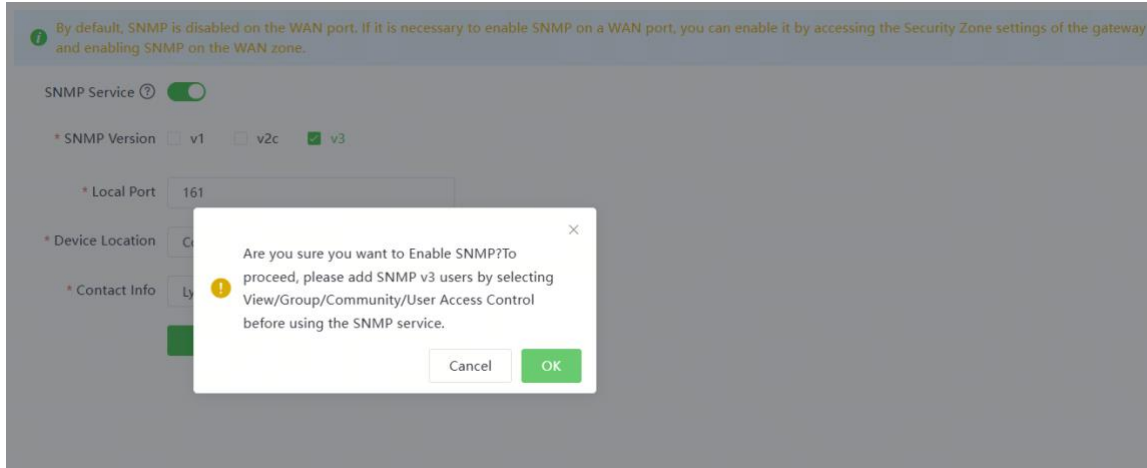 By default, SNMP is disabled on the WAN port. If it is necessary to enable SNMP on a WAN port, you can enable it by accessing the Security Zone settings of the gateway
and enabling SNMP on the WAN zone.
SNMP Service
* SNMP Version v1 v2c v3
* Local Port 161
* Device Location
* Contact Info
Are you sure you want to Enable SNMP?To
proceed, please add SNMP v3 users by selecting
View/Group/Community/User Access Control
before using the SNMP service.
Cancel OK